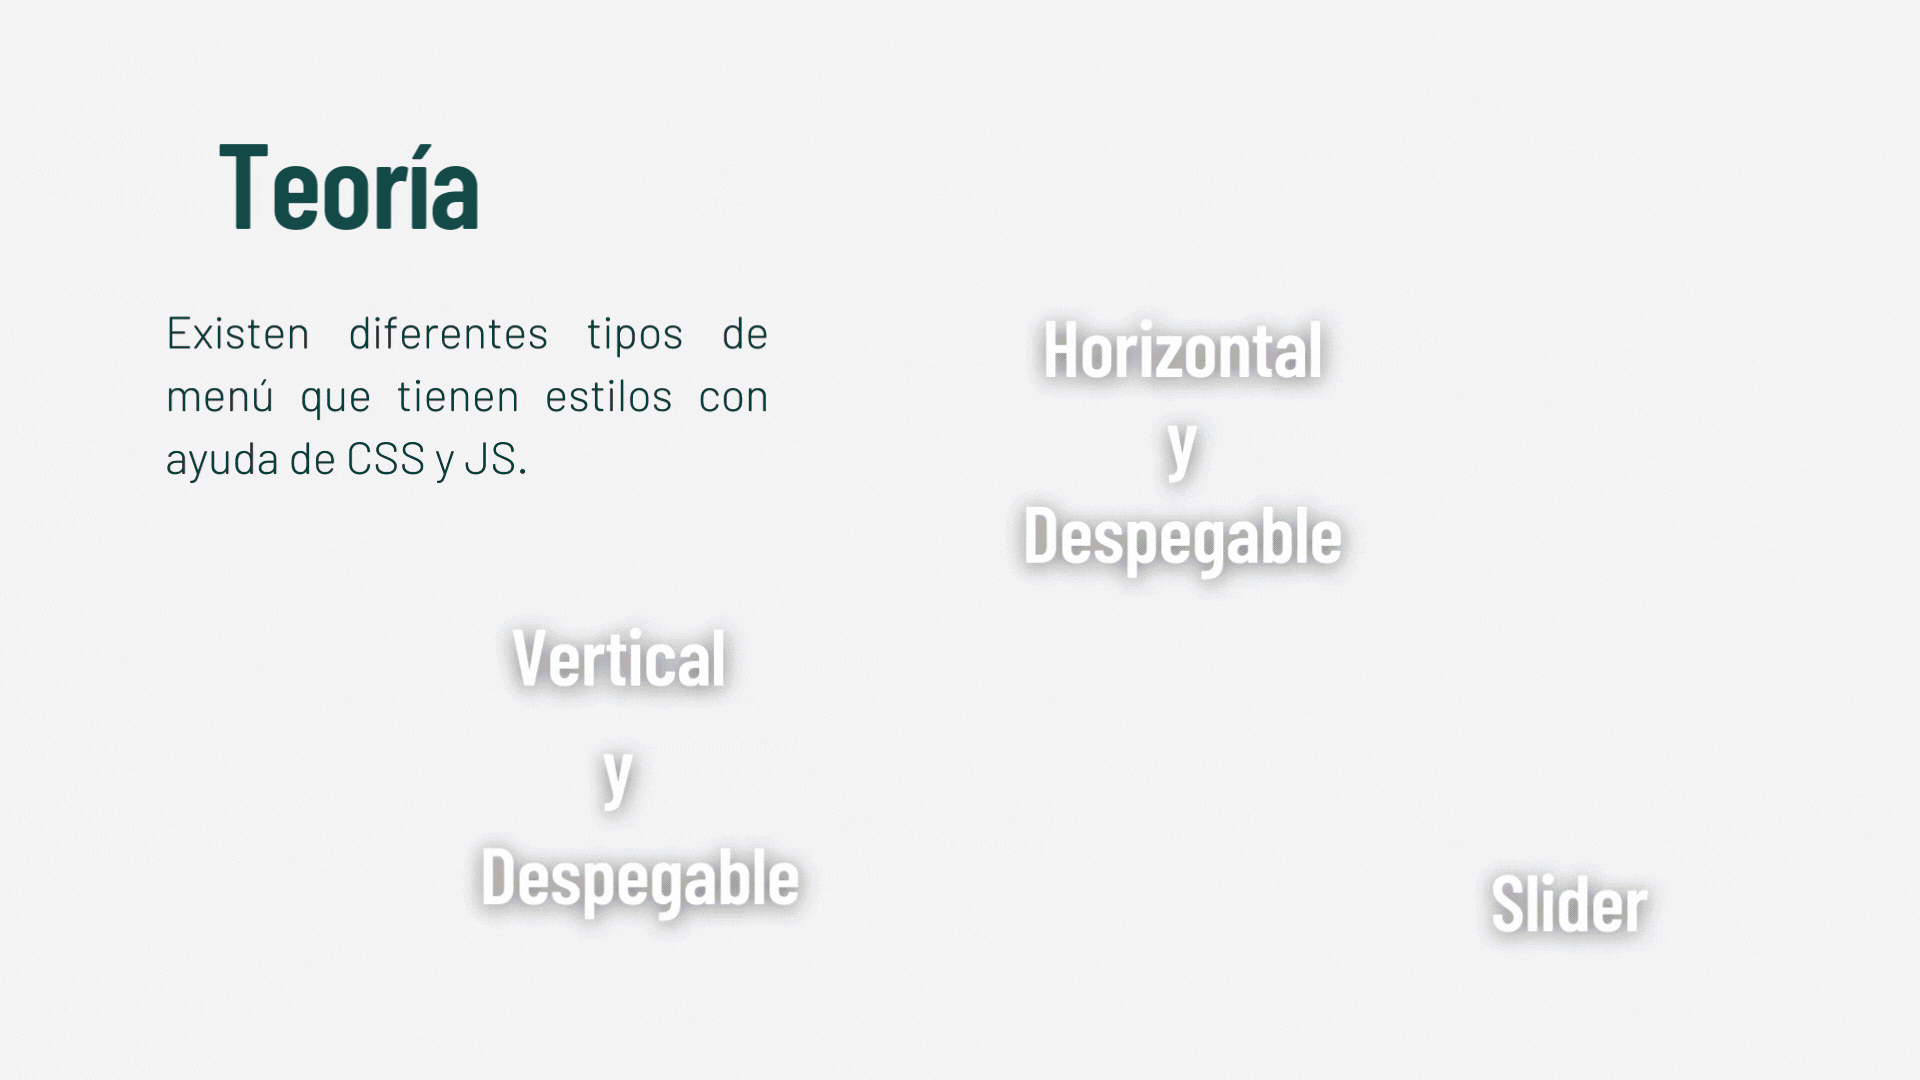 Teoría
Existen diferentes tipos de
menú que tienen estilos con
ayuda de CSS y JS.
Horizontal
y
Despegable
Vertical
y
Despegable
Slider